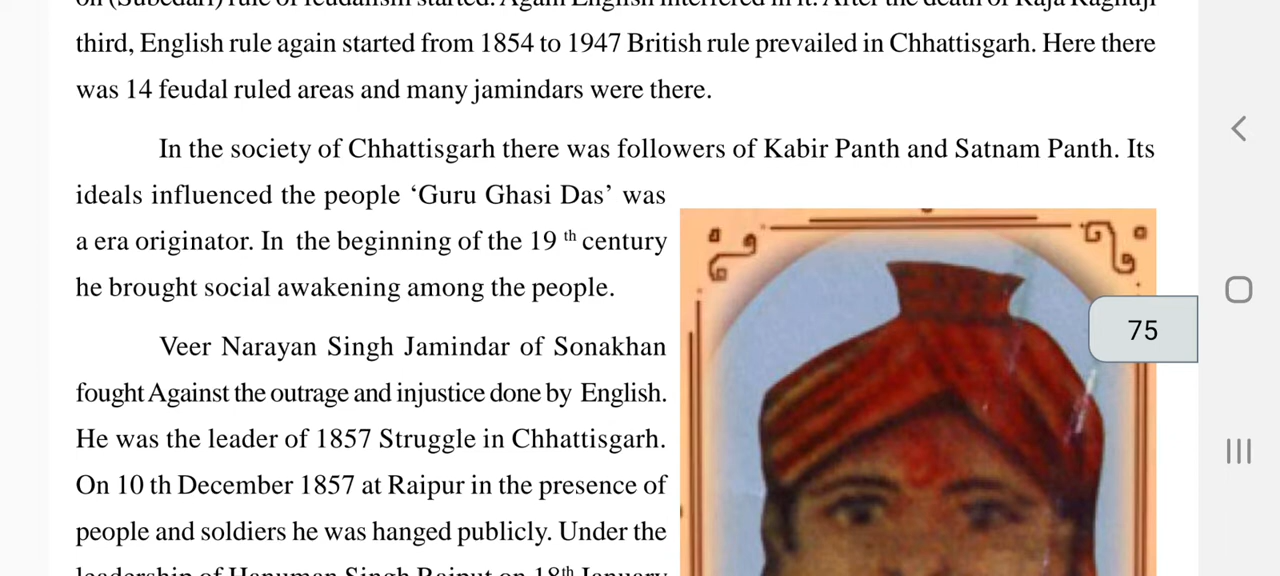 third, English rule again started from 1854 to 1947 British rule prevailed in Chhattisgarh. Here there
was 14 feudal ruled areas and many jamindars were there.
In the society of Chhattisgarh there was followers of Kabir Panth and Satnam Panth. Its
ideals influenced the people ‘Guru Ghasi Das’ was
a era originator. In the beginning of the 19 th century
he brought social awakening among the people.
75
Veer Narayan Singh Jamindar of Sonakhan
fought Against the outrage and injustice done by English.
He was the leader of 1857 Struggle in Chhattisgarh.
On 10 th December 1857 at Raipur in the presence of
people and soldiers he was hanged publicly. Under the